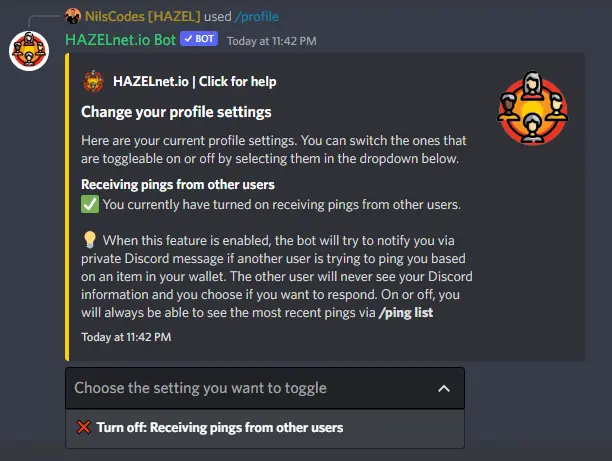 NilsCodes [HAZEL] used /profile
HAZELnet.io Bot ✓ BOT Today at 11:42 PM
HAZELnet.io | Click for help
Change your profile settings
Here are your current profile settings. You can switch the ones that
are toggleable on or off by selecting them in the dropdown below.
Receiving pings from other users
✅ You currently have turned on receiving pings from other users.
💡 When this feature is enabled, the bot will try to notify you via
private Discord message if another user is trying to ping you based
on an item in your wallet. The other user will never see your Discord
information and you choose if you want to respond. On or off, you
will always be able to see the most recent pings via /ping list
Today at 11:42 PM
Choose the setting you want to toggle
❌ Turn off: Receiving pings from other users